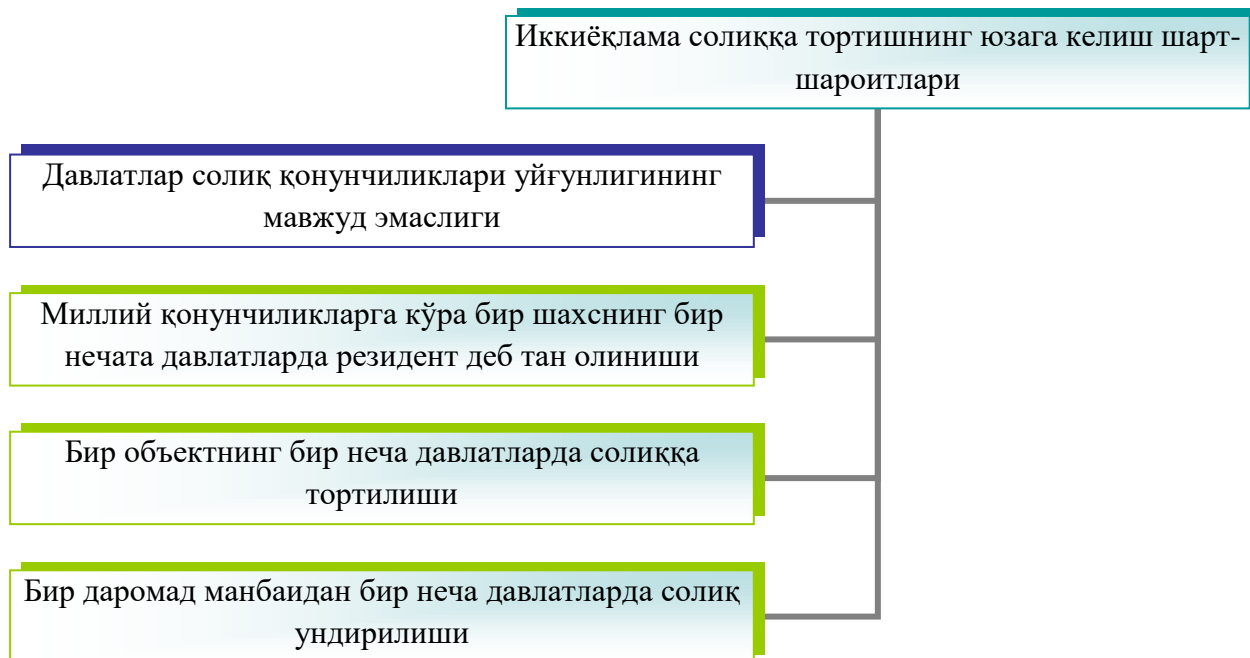 Иккиёқлама солиққа тортишнинг юзага келиш шарт-
шароитлари
Давлатлар солиқ қонунчиликлари уйғунлигининг
мавжуд эмаслиги
Миллий қонунчиликларга кўра бир шахснинг бир
нечата давлатларда резидент деб тан олиниши
Бир объектнинг бир неча давлатларда солиққа
тортилиши
Бир даромад манбаидан бир неча давлатларда солиқ
ундирилиши